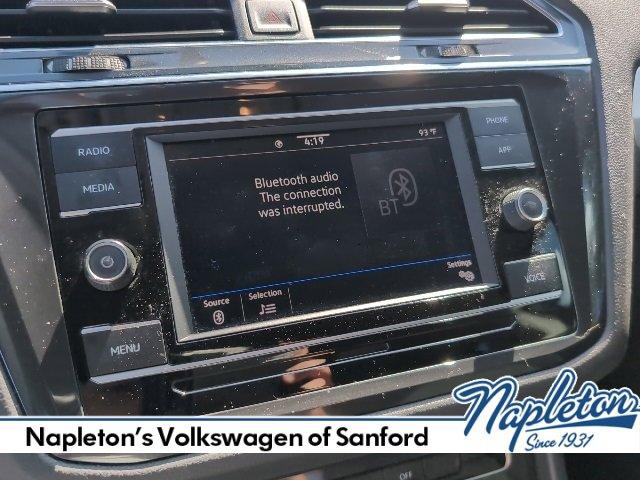 RADIO
MEDIA
MENU
4:19
93 °F
Bluetooth audio
The connection
was interrupted.
BT
Source
Selection
Settings
PHONE
APP
VOICE
OFF
Napleton's Volkswagen of Sanford
Napleton
Since 1931